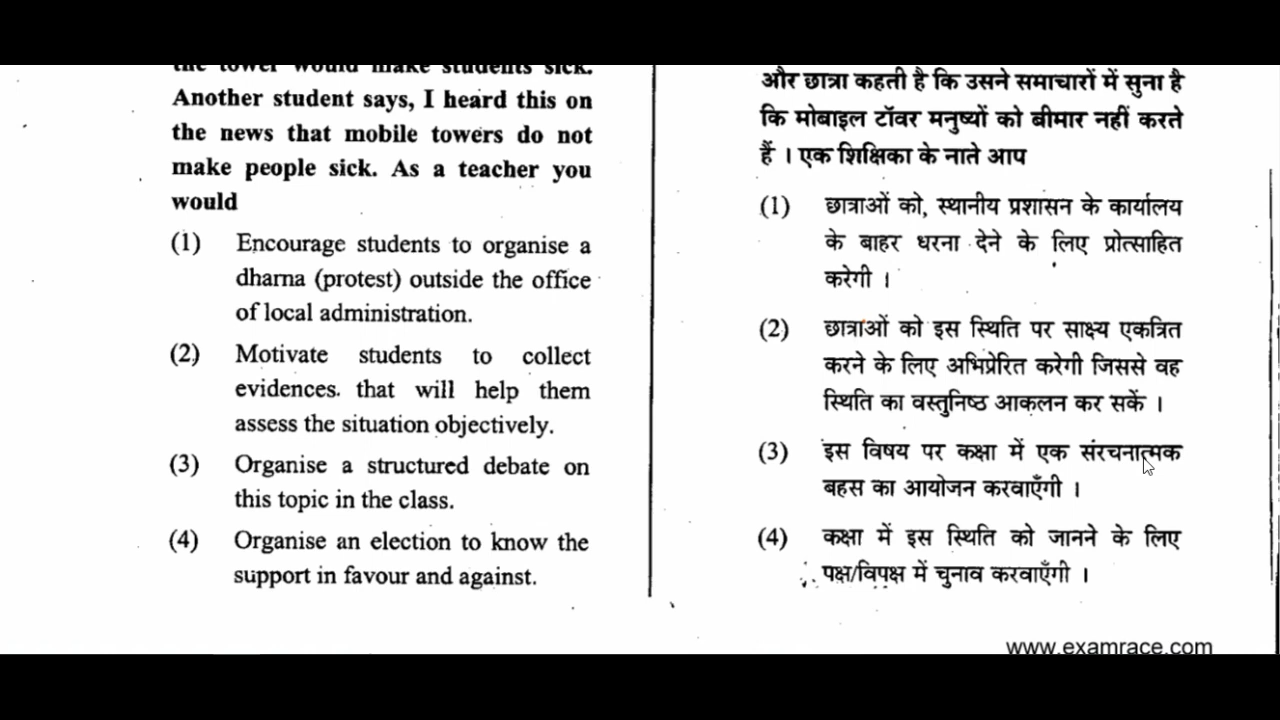 the tower would make students sick.
Another student says, I heard this on
the news that mobile towers do not
make people sick. As a teacher you
would
(1) Encourage students to organise a
dharna (protest) outside the office
of local administration.
(2) Motivate students to collect
evidences that will help them
assess the situation objectively.
(3) Organise a structured debate on
this topic in the class.
(4) Organise an election to know the
support in favour and against.
और छात्रा कहती है कि उसने समाचारों में सुना है
कि मोबाइल टॉवर मनुष्यों को बीमार नहीं करते
हैं । एक शिक्षिका के नाते आप
(1) छात्राओं को, स्थानीय प्रशासन के कार्यालय
के बाहर धरना देने के लिए प्रोत्साहित
करेगी ।
(2) छात्राओं को इस स्थिति पर साक्ष्य एकत्रित
करने के लिए अभिप्रेरित करेगी जिससे वह
स्थिति का वस्तुनिष्ठ आकलन कर सकें ।
(3) इस विषय पर कक्षा में एक संरचनात्मक
बहस का आयोजन करवाएँगी ।
(4) कक्षा में इस स्थिति को जानने के लिए
पक्ष/विपक्ष में चुनाव करवाएँगी ।
www.examrace.com